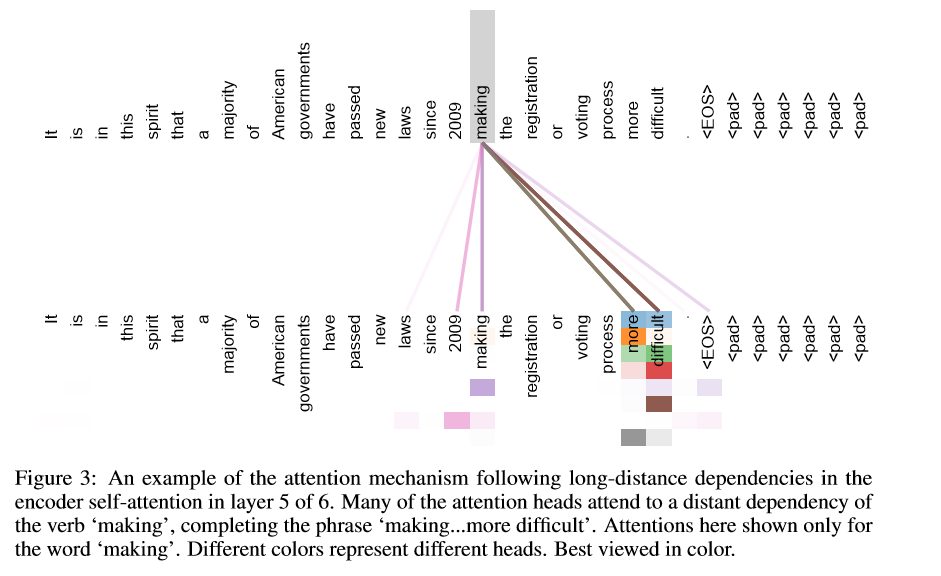 It is in this spirit that a majority of American governments have passed new laws since 2009 making the registration or voting process more difficult . <EOS> <pad> <pad> <pad> <pad> <pad> <pad>
It is in this spirit that a majority of American governments have passed new laws since 2009 making the registration or voting process more difficult . <EOS> <pad> <pad> <pad> <pad> <pad> <pad>
Figure 3: An example of the attention mechanism following long-distance dependencies in the
encoder self-attention in layer 5 of 6. Many of the attention heads attend to a distant dependency of
the verb ‘making’, completing the phrase ‘making...more difficult’. Attentions here shown only for
the word ‘making’. Different colors represent different heads. Best viewed in color.